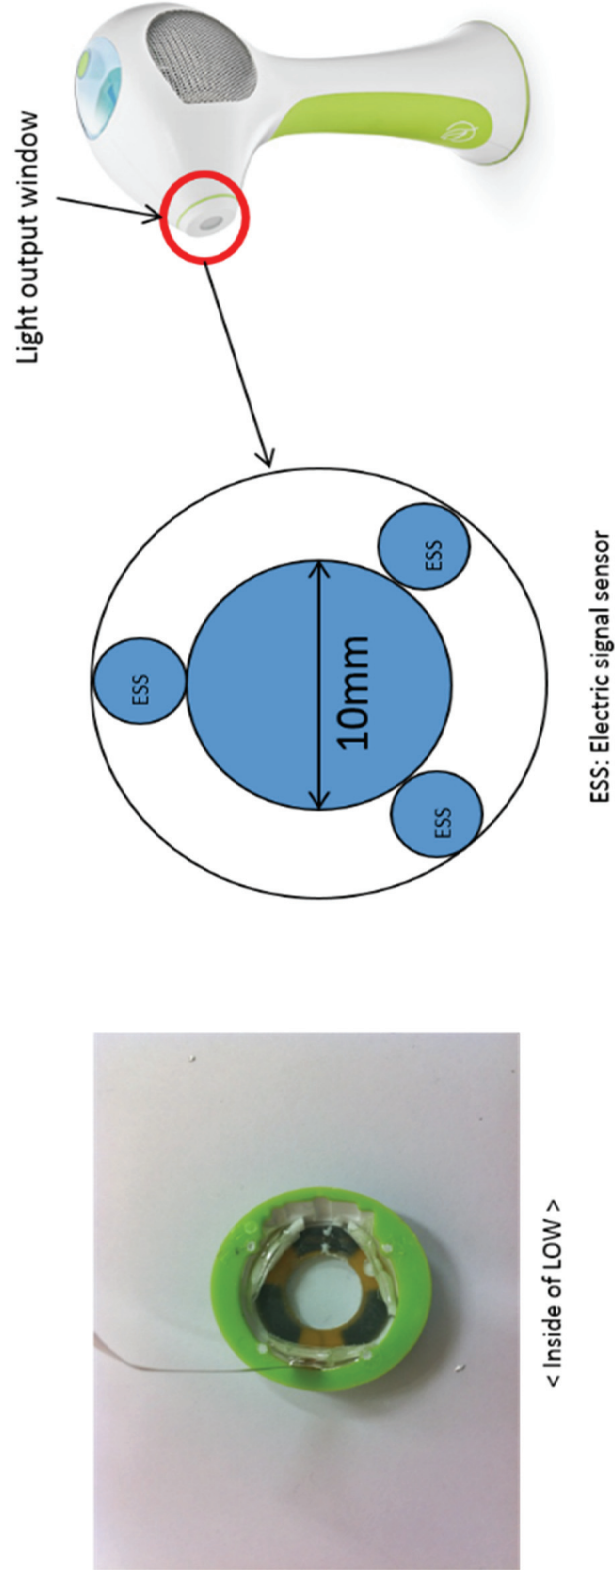 Light output window
ESS
ESS
ESS
10mm
ESS: Electric signal sensor
< Inside of LOW >